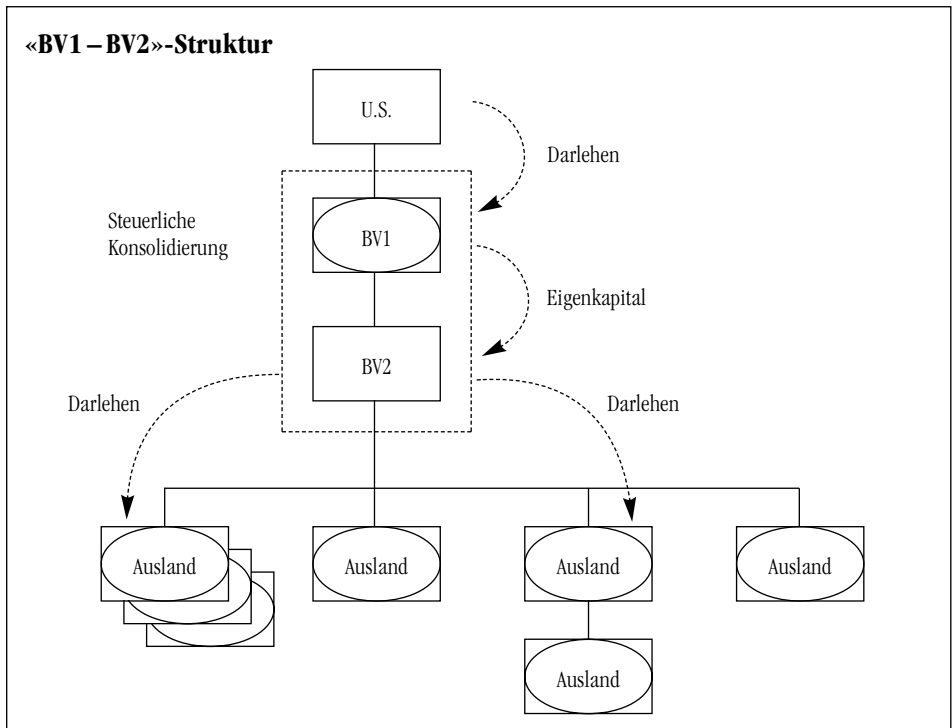 «BV1 – BV2»-Struktur
U.S.
Darlehen
Steuerliche
Konsolidierung
BV1
Eigenkapital
BV2
Darlehen
Darlehen
Ausland
Ausland
Ausland
Ausland
Ausland